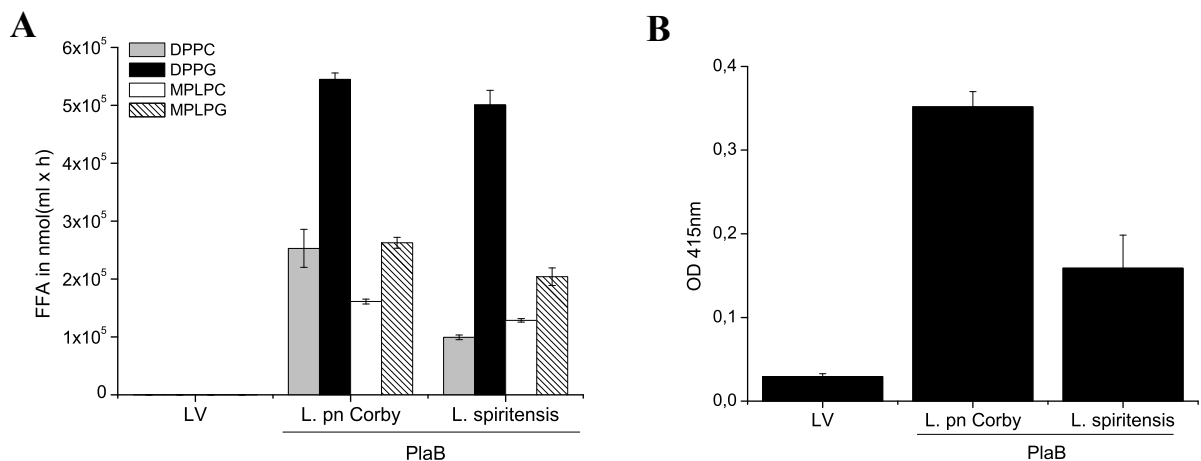 A
FFA in nmol(ml x h)
6x10⁵
5x10⁵
4x10⁵
3x10⁵
2x10⁵
1x10⁵
0
DPPC
DPPG
MPLPC
MPLPG
LV
L. pn Corby
L. spiritensis
PlaB
B
OD 415nm
0,4
0,3
0,2
0,1
0,0
LV
L. pn Corby
L. spiritensis
PlaB